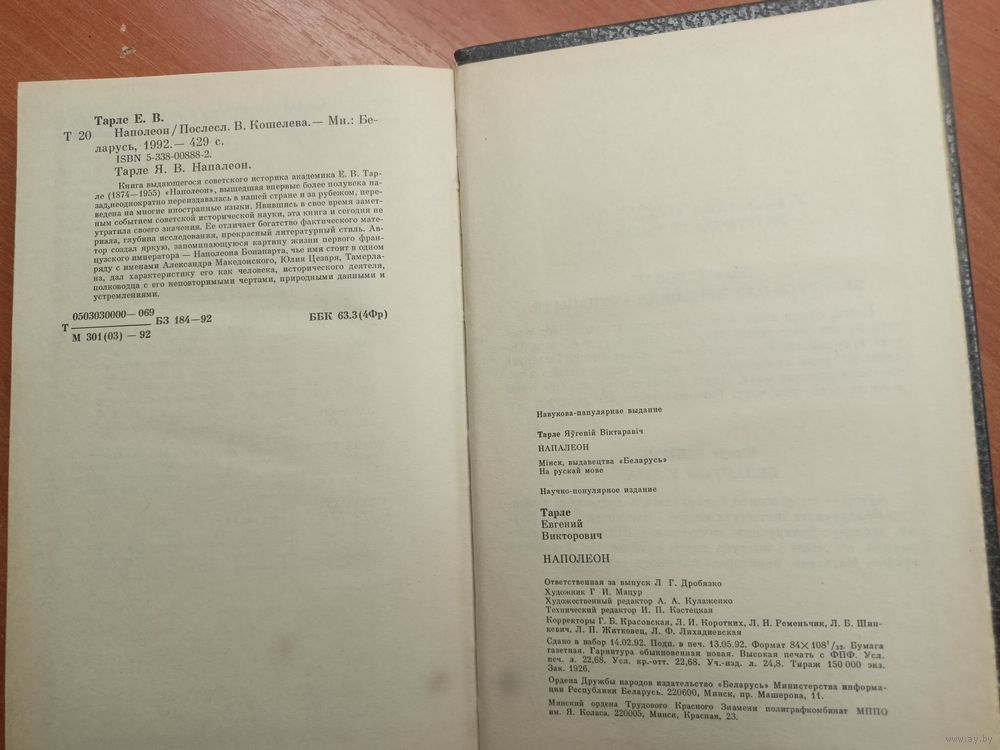 Тарле Е. В.
Т 20 Наполеон/Послесл. В. Кошелева.— Мн.: Бе-
ларусь, 1992.— 429 с.
ISBN 5-338-00888-2.
Тарле Я. В. Напалеон.
Книга выдающегося советского историка академика Е. В. Тар-
ле (1874—1955) «Наполеон», вышедшая впервые более полувека на-
зад,неоднократно переиздавалась в нашей стране и за рубежом, пере-
ведена на многие иностранные языки. Явившись в свое время замет-
ным событием советской исторической науки, эта книга и сегодня не
утратила своего значения. Ее отличает богатство фактического мате-
риала, глубина исследования, прекрасный литературный стиль. Ав-
тор создал яркую, запоминающуюся картину жизни первого фран-
цузского императора — Наполеона Бонапарта, чье имя стоит в одном
ряду с именами Александра Македонского, Юлия Цезаря, Тамерла-
на, дал характеристику его как человека, исторического деятеля,
полководца с его неповторимыми чертами, природными данными и
устремлениями.
0503030000—069
Т БЗ 184—92 ББК 63.3(4Фр)
М 301(03) — 92
Навукова-папулярнае выданне
Тарле Яўгеній Віктаравіч
НАПАЛЕОН
Мінск, выдавецтва «Беларусь»
На рускай мове
Научно-популярное издание
Тарле
Евгений
Викторович
НАПОЛЕОН
Ответственная за выпуск Л Г. Дробязко
Художник Г И. Мацур
Художественный редактор А. А. Кулаженко
Технический редактор И. П. Кастецкая
Корректоры Г. Б. Красовская, Л. И. Коротких, Л. Н. Ременьчик, Л. Б. Шин-
кевич, Л. П. Житковец, Л. Ф. Лихадиевская
Сдано в набор 14.02.92. Подп. в печ. 13.05.92. Формат 84×108¹/₃₂. Бумага
газетная. Гарнитура обыкновенная новая. Высокая печать с ФПФ. Усл.
печ. л. 22,68. Усл. кр.-отт. 22,68. Уч.-изд. л. 24,8. Тираж 150 000 экз.
Зак. 1926.
Ордена Дружбы народов издательство «Беларусь» Министерства информа-
ции Республики Беларусь. 220600, Минск, пр. Машерова, 11.
Минский ордена Трудового Красного Знамени полиграфкомбинат МППО
им. Я. Коласа. 220005, Минск, Красная, 23.
www.ay.by